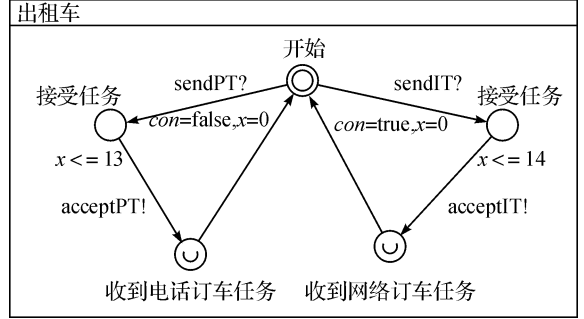 出租车
开始
sendPT?
sendIT?
接受任务
接受任务
con=false,x=0
con=true,x=0
x<=13
x<=14
acceptPT!
acceptIT!
收到电话订车任务
收到网络订车任务